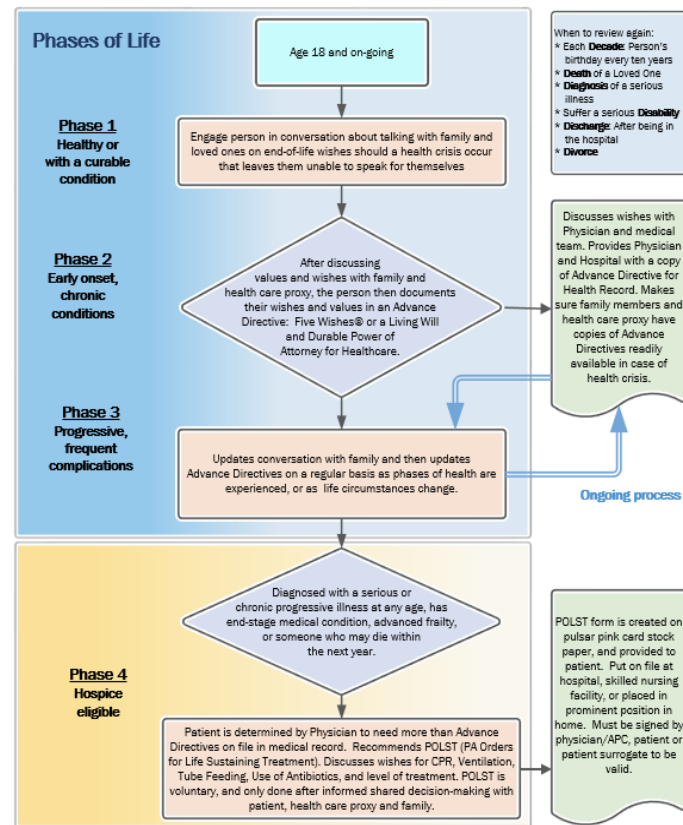 Phases of Life
Age 18 and on-going
When to review again:
* Each Decade: Person's
birthday every ten years
* Death of a Loved One
* Diagnosis of a serious
illness
* Suffer a serious Disability
* Discharge: After being in
the hospital
* Divorce
Phase 1
Healthy or
with a curable
condition
Engage person in conversation about talking with family and
loved ones on end-of-life wishes should a health crisis occur
that leaves them unable to speak for themselves
Phase 2
Early onset,
chronic
conditions
After discussing
values and wishes with family and
health care proxy, the person then documents
their wishes and values in an Advance
Directive: Five Wishes® or a Living Will
and Durable Power of
Attorney for Healthcare.
Discusses wishes with
Physician and medical
team. Provides Physician
and Hospital with a copy
of Advance Directive for
Health Record. Makes
sure family members and
health care proxy have
copies of Advance
Directives readily
available in case of
health crisis.
Phase 3
Progressive,
frequent
complications
Updates conversation with family and then updates
Advance Directives on a regular basis as phases of health are
experienced, or as life circumstances change.
Ongoing process
Diagnosed with a serious or
chronic progressive illness at any age, has
end-stage medical condition, advanced frailty,
or someone who may die within
the next year.
Phase 4
Hospice
eligible
Patient is determined by Physician to need more than Advance
Directives on file in medical record. Recommends POLST (PA Orders
for Life Sustaining Treatment). Discusses wishes for CPR, Ventilation,
Tube Feeding, Use of Antibiotics, and level of treatment. POLST is
voluntary, and only done after informed shared decision-making with
patient, health care proxy and family.
POLST form is created on
pulsar pink card stock
paper, and provided to
patient. Put on file at
hospital, skilled nursing
facility, or placed in
prominent position in
home. Must be signed by
physician/APC, patient or
patient surrogate to be
valid.